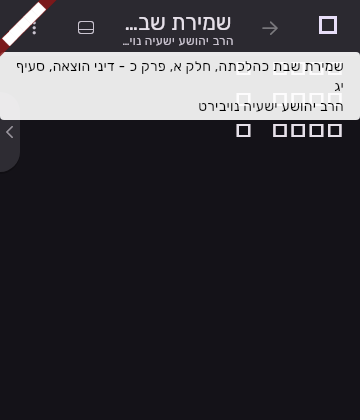 שמירת שב...
הרב יהושע ישעיה נוי...
שמירת שבת כהלכתה, חלק א, פרק כ - דיני הוצאה, סעיף
יג
הרב יהושע ישעיה נויבירט